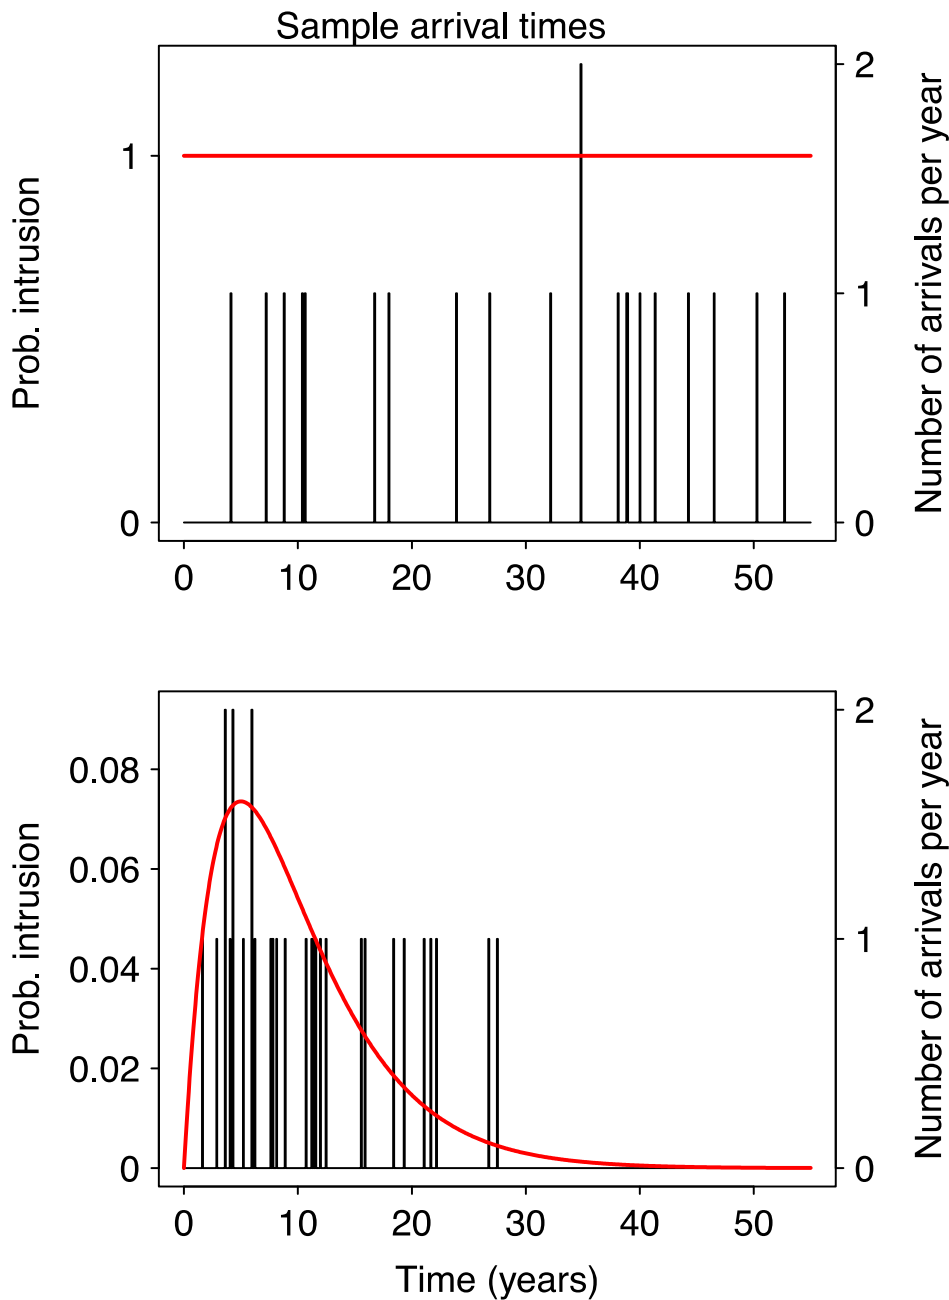 Sample arrival times
Prob. intrusion
1
0
2
1
0
Number of arrivals per year
0 10 20 30 40 50
Prob. intrusion
0.08
0.06
0.04
0.02
0
2
1
0
Number of arrivals per year
0 10 20 30 40 50
Time (years)